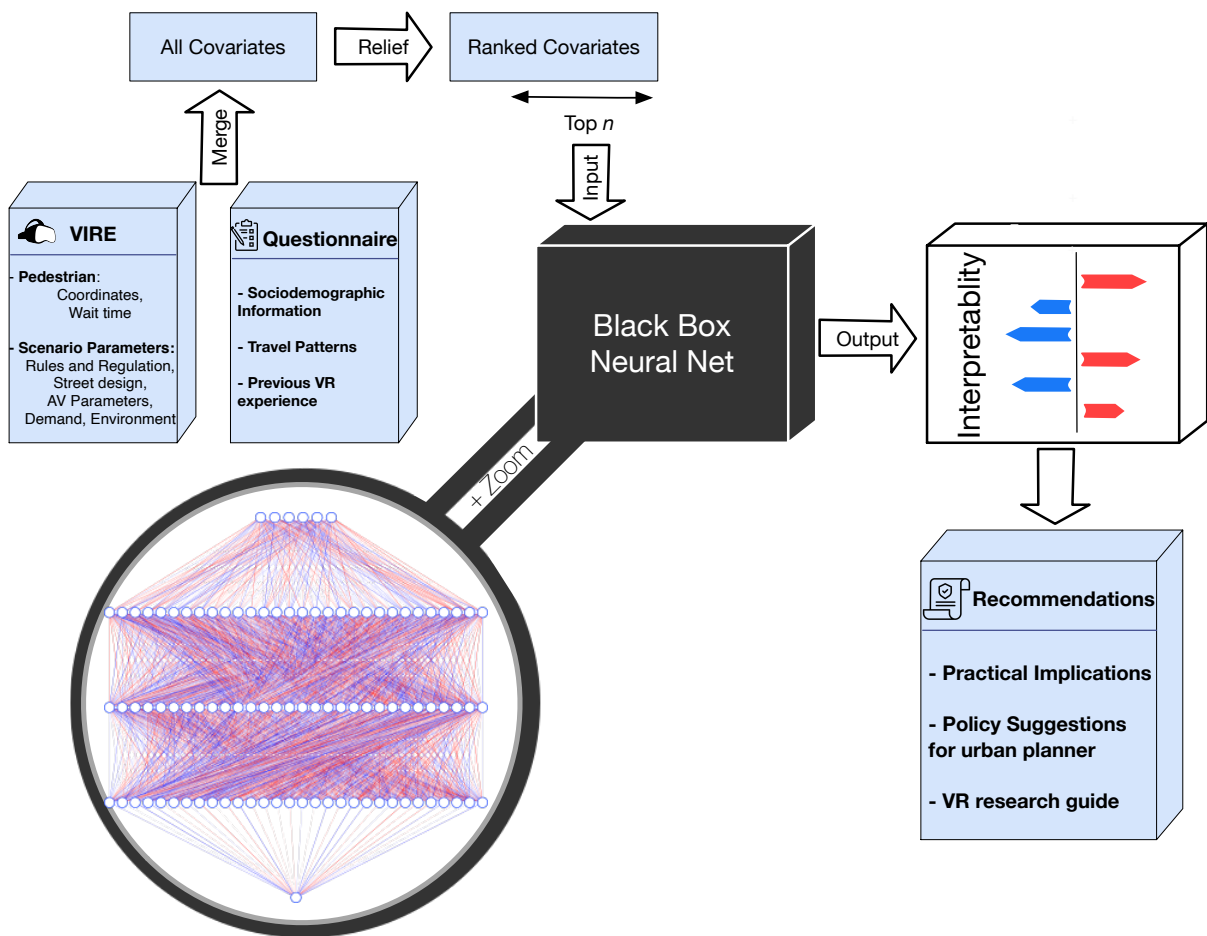 All Covariates
Relief
Ranked Covariates
Top n
Merge
Input
VIRE
- Pedestrian:
Coordinates,
Wait time
- Scenario Parameters:
Rules and Regulation,
Street design,
AV Parameters,
Demand, Environment
Questionnaire
- Sociodemographic
Information
- Travel Patterns
- Previous VR
experience
Black Box
Neural Net
+ Zoom
Output
Interpretablity
Recommendations
- Practical Implications
- Policy Suggestions
for urban planner
- VR research guide